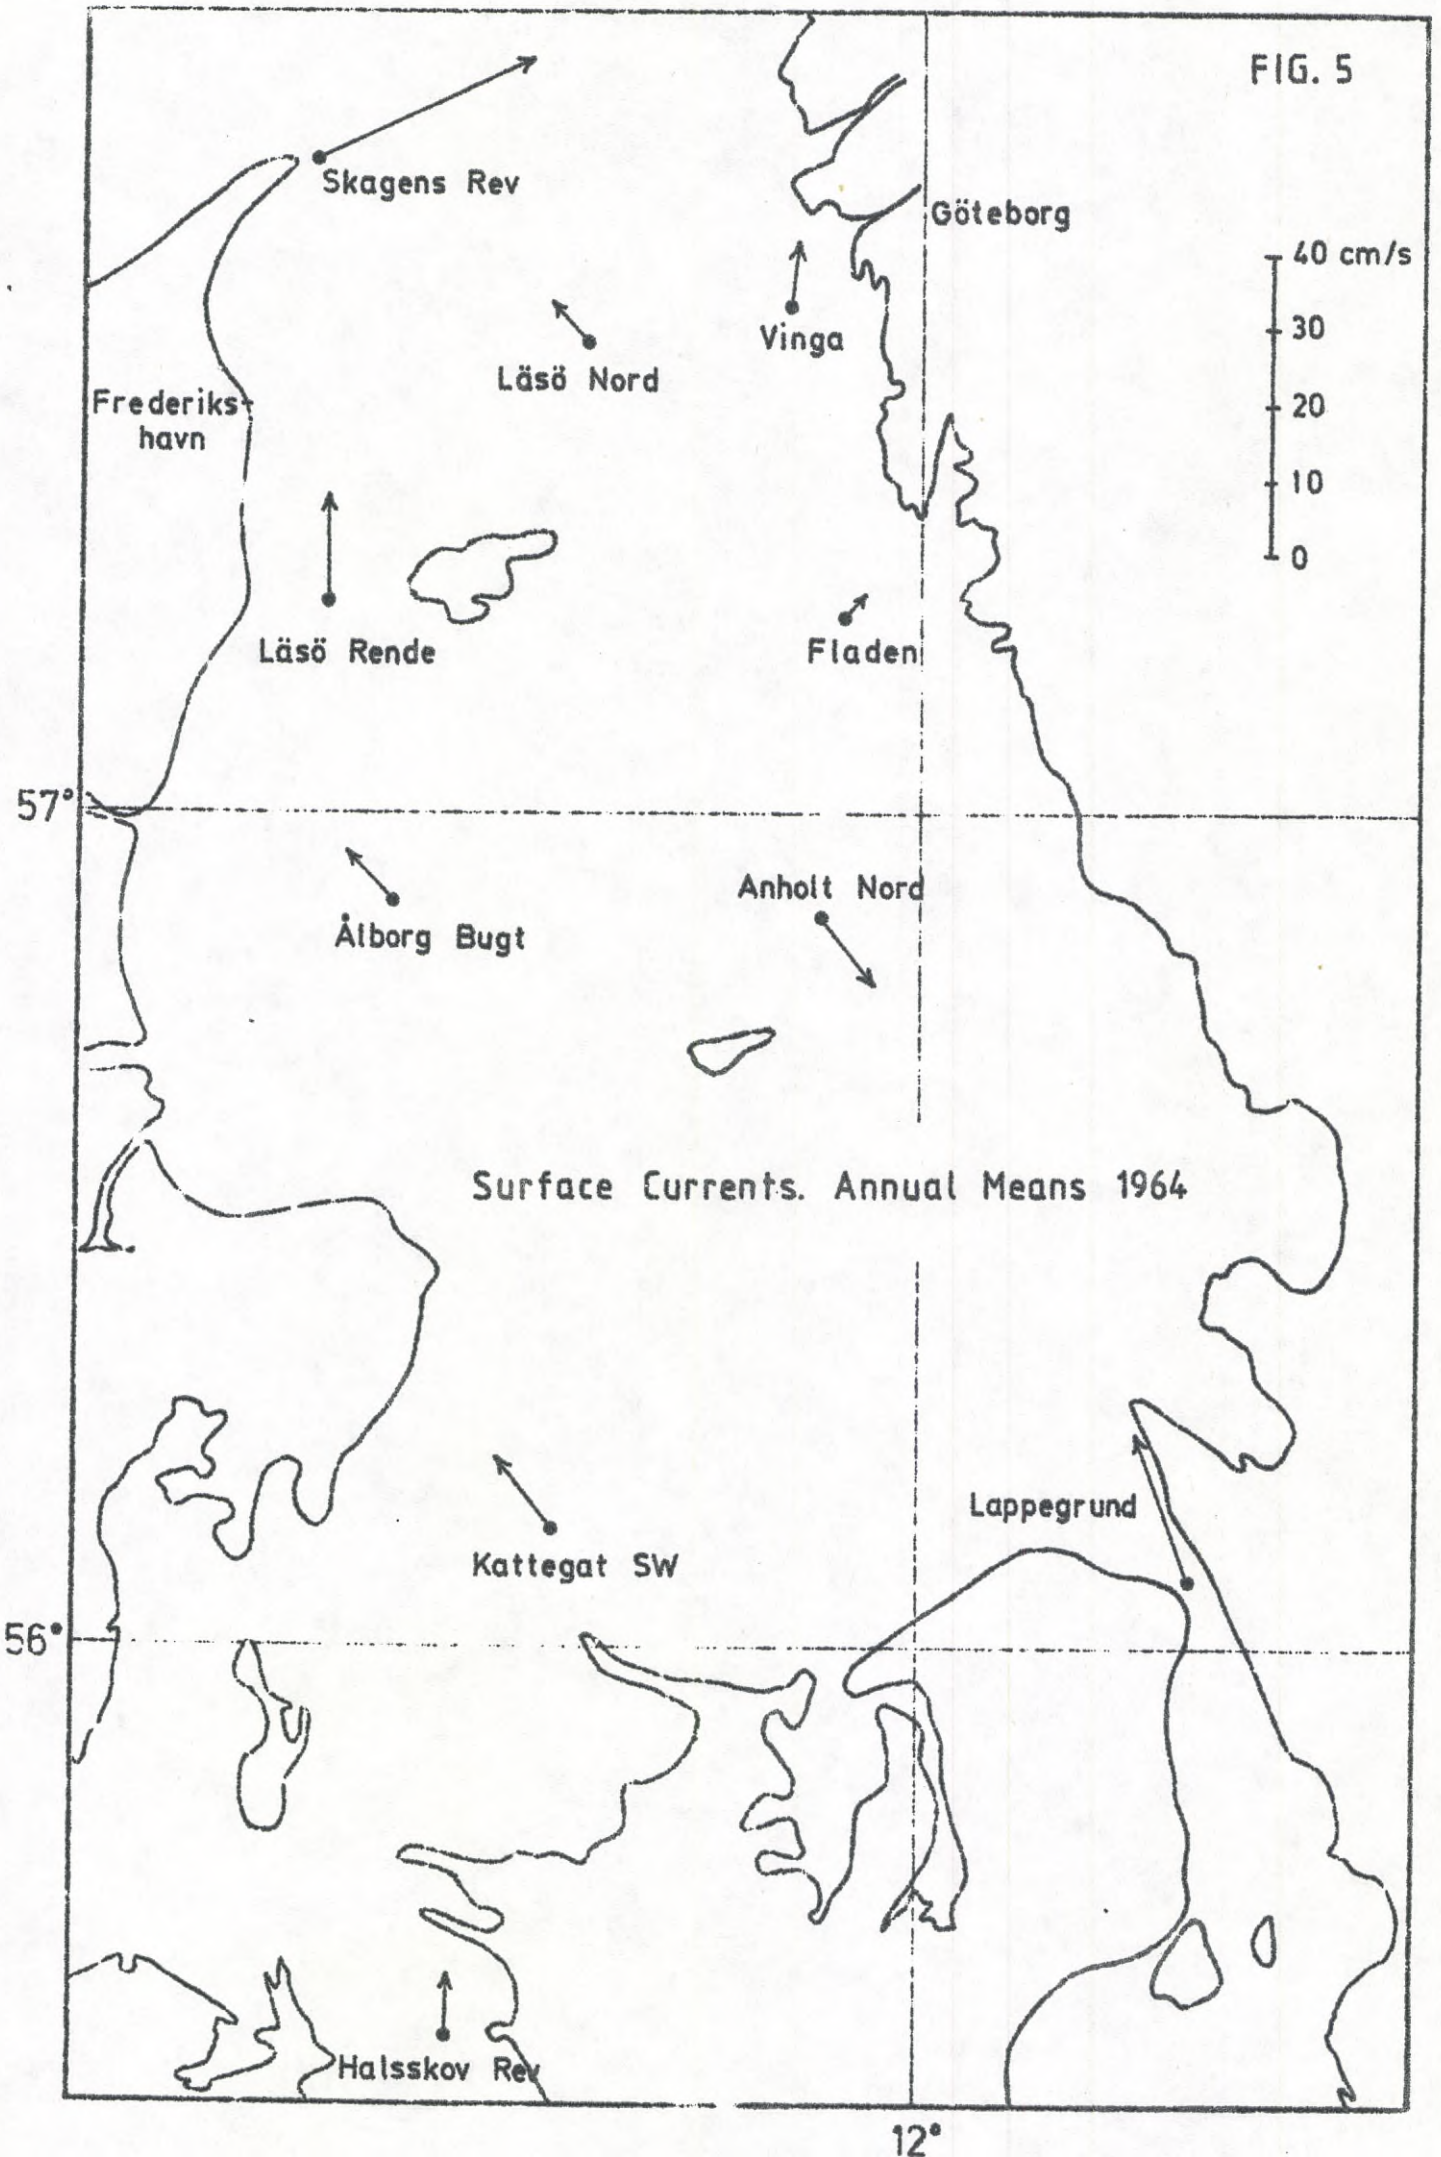 FIG. 5
Skagens Rev
Göteborg
40 cm/s
30
20
10
0
Vinga
Läsö Nord
Frederiks-
havn
Läsö Rende
Fladen
57°
Anholt Nord
Ålborg Bugt
Surface Currents. Annual Means 1964
Lappegrund
Kattegat SW
56°
Halsskov Rev
12°